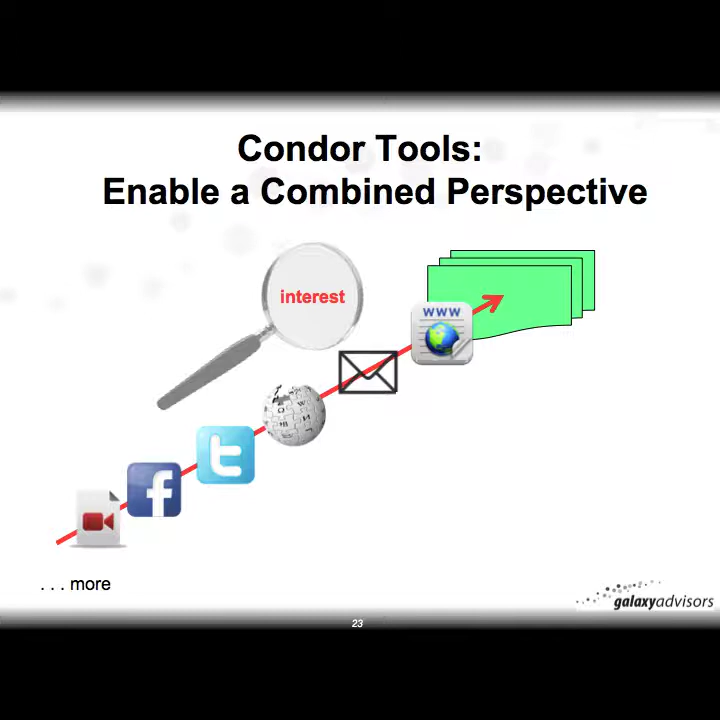 Condor Tools:
Enable a Combined Perspective
interest
WWW
f
t
. . . more
galaxyadvisors
23